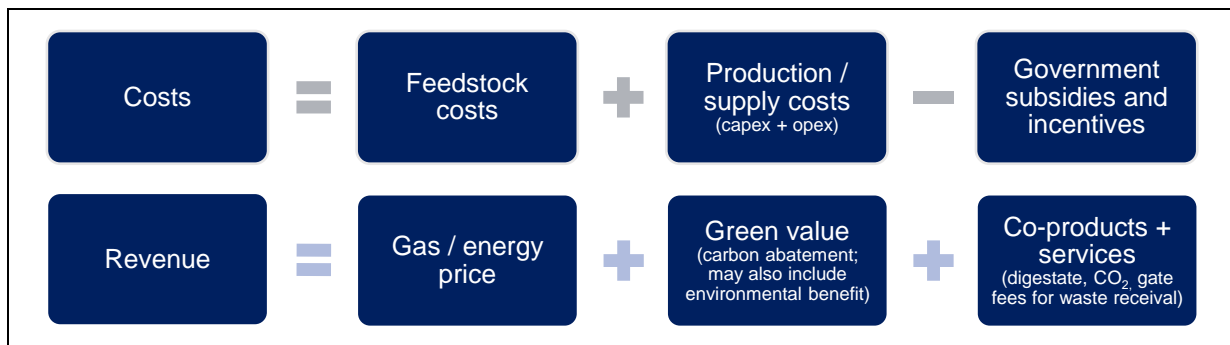 Costs
=
Feedstock
costs
+
Production /
supply costs
(capex + opex)
−
Government
subsidies and
incentives
Revenue
=
Gas / energy
price
+
Green value
(carbon abatement;
may also include
environmental benefit)
+
Co-products +
services
(digestate, CO₂, gate
fees for waste receival)